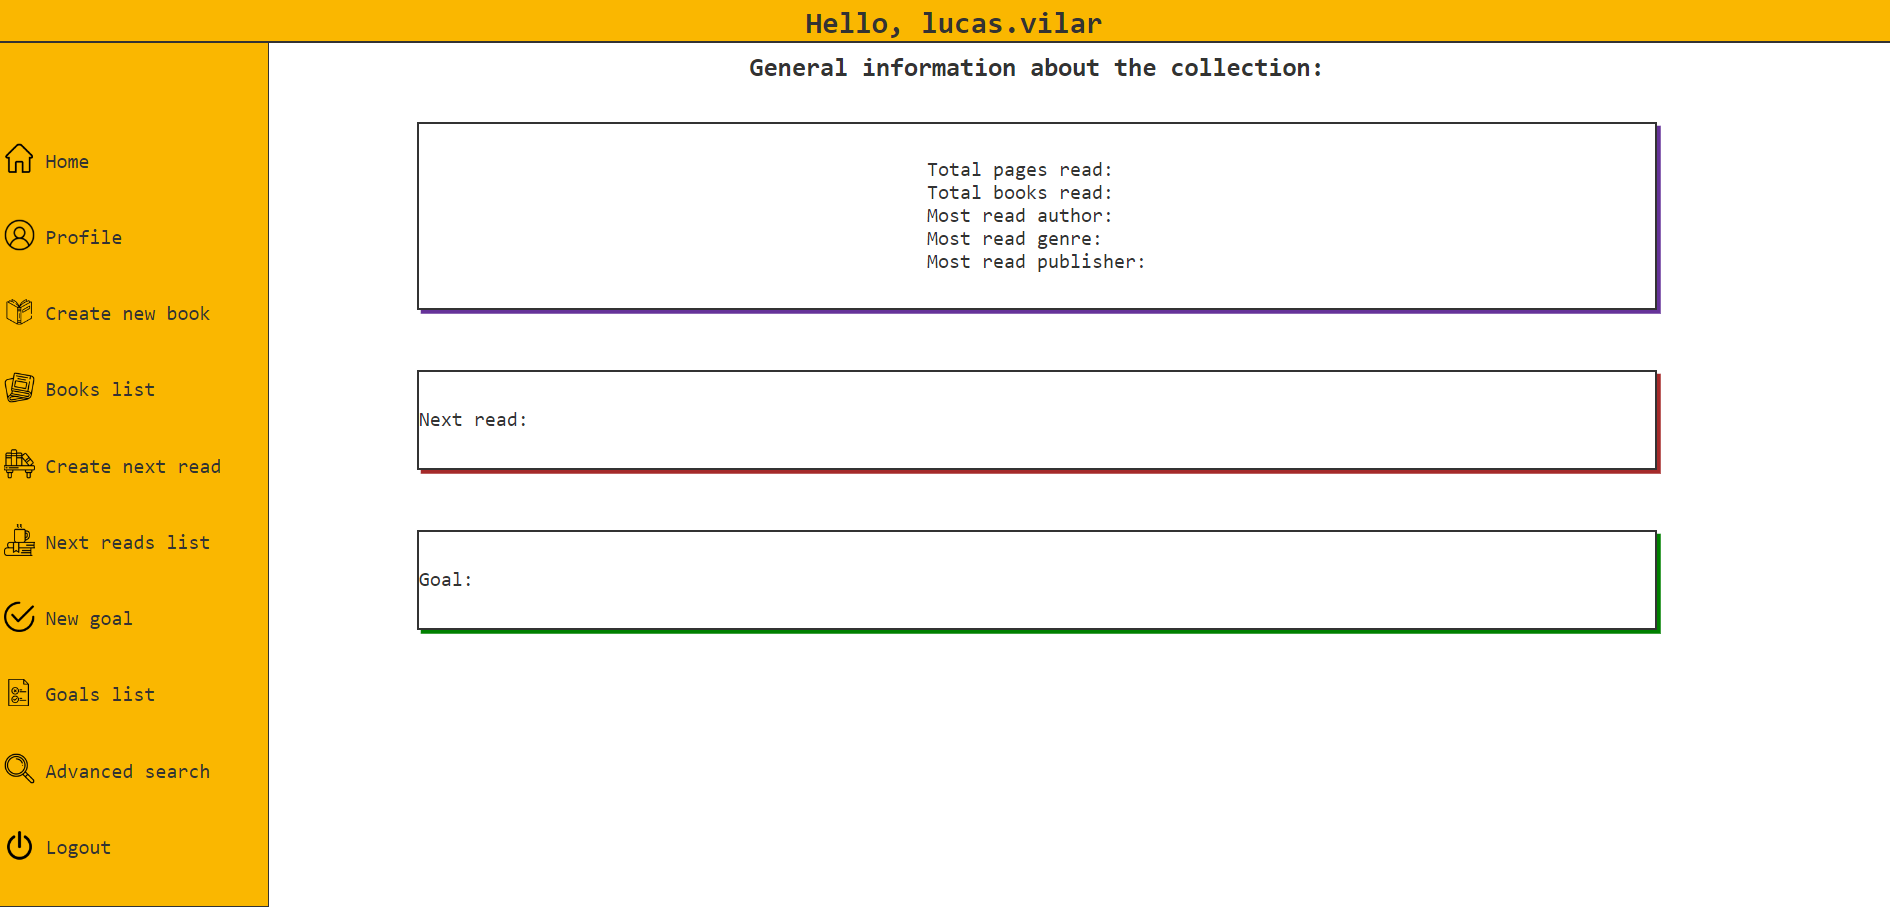 Hello, lucas.vilar
Home
Profile
Create new book
Books list
Create next read
Next reads list
New goal
Goals list
Advanced search
Logout
General information about the collection:
Total pages read:
Total books read:
Most read author:
Most read genre:
Most read publisher:
Next read:
Goal: